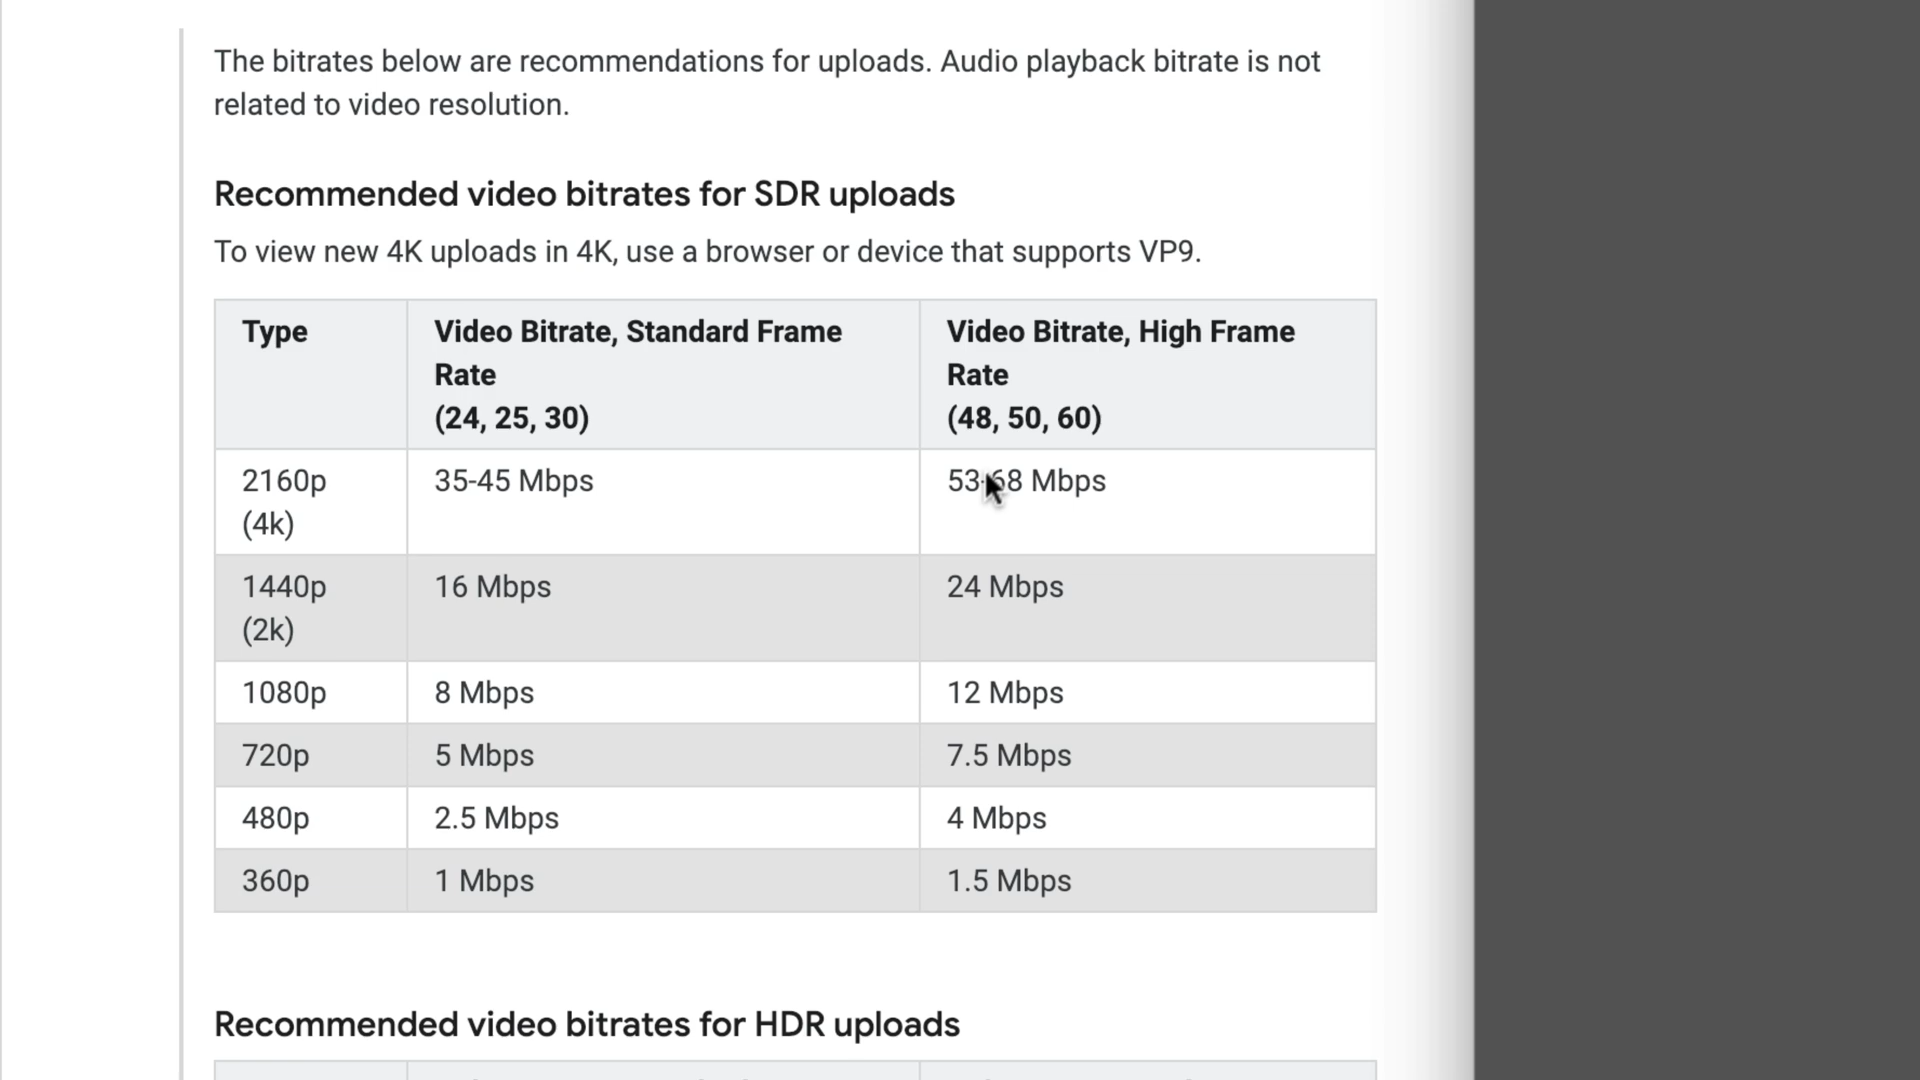 The bitrates below are recommendations for uploads. Audio playback bitrate is not
related to video resolution.
Recommended video bitrates for SDR uploads
To view new 4K uploads in 4K, use a browser or device that supports VP9.
Type
Video Bitrate, Standard Frame
Rate
(24, 25, 30)
Video Bitrate, High Frame
Rate
(48, 50, 60)
2160p
(4k)
35-45 Mbps
53-68 Mbps
1440p
(2k)
16 Mbps
24 Mbps
1080p
8 Mbps
12 Mbps
720p
5 Mbps
7.5 Mbps
480p
2.5 Mbps
4 Mbps
360p
1 Mbps
1.5 Mbps
Recommended video bitrates for HDR uploads